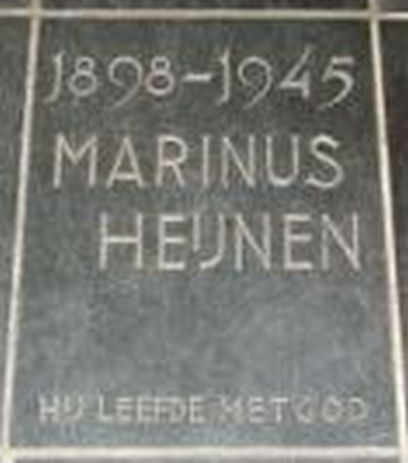 1898-1945
MARINUS
HEIJNEN
HIJ LEEFDE MET GOD